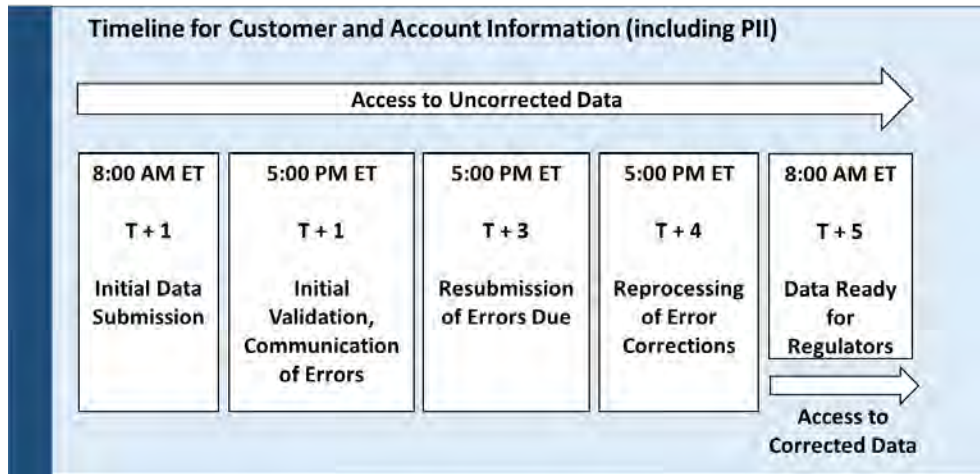 Timeline for Customer and Account Information (including PII)
Access to Uncorrected Data
8:00 AM ET
T + 1
Initial Data
Submission
5:00 PM ET
T + 1
Initial
Validation,
Communication
of Errors
5:00 PM ET
T + 3
Resubmission
of Errors Due
5:00 PM ET
T + 4
Reprocessing
of Error
Corrections
8:00 AM ET
T + 5
Data Ready
for
Regulators
Access to
Corrected Data